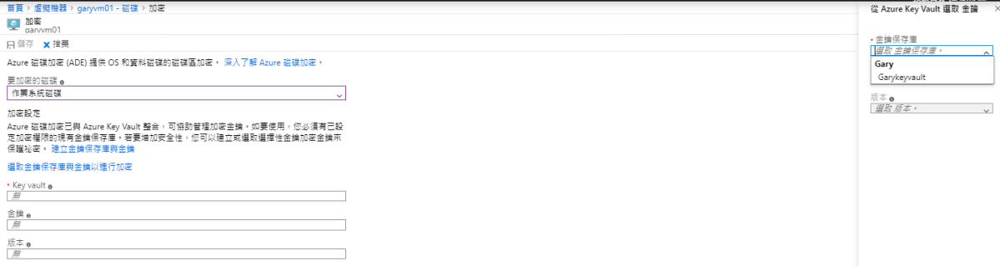 首頁 > 虛擬機器 > garyvm01 - 磁碟 > 加密
加密
garyvm01
儲存 捨棄
Azure 磁碟加密 (ADE) 提供 OS 和資料磁碟的磁碟區加密。 深入了解 Azure 磁碟加密。
要加密的磁碟
作業系統磁碟
加密設定
Azure 磁碟加密已與 Azure Key Vault 整合，可協助管理加密金鑰。如要使用，您必須有已設
定加密權限的現有金鑰保存庫。若要增加安全性，您可以建立或選取選擇性金鑰加密金鑰來
保護祕密。 建立金鑰保存庫與金鑰
選取金鑰保存庫與金鑰以進行加密
* Key vault
無
金鑰
無
版本
無
從 Azure Key Vault 選取 金鑰
* 金鑰保存庫
選取 金鑰保存庫。
Gary
Garykeyvault
版本
選取 版本。